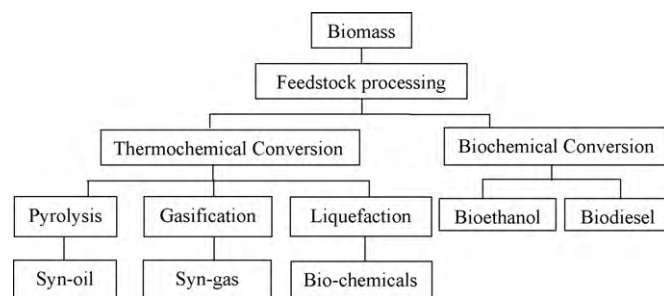 Biomass
Feedstock processing
Thermochemical Conversion
Biochemical Conversion
Pyrolysis
Gasification
Liquefaction
Bioethanol
Biodiesel
Syn-oil
Syn-gas
Bio-chemicals